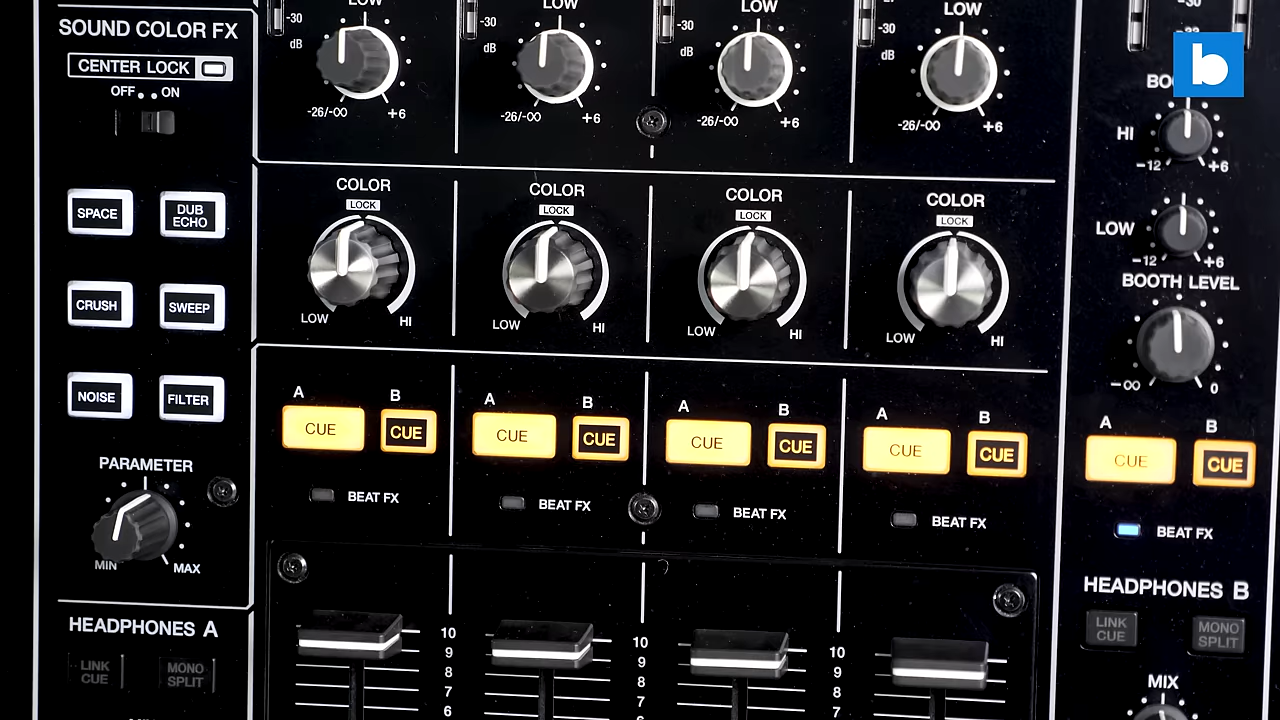 SOUND COLOR FX
CENTER LOCK
OFF ON
SPACE
DUB
ECHO
CRUSH
SWEEP
NOISE
FILTER
PARAMETER
MIN MAX
HEADPHONES A
LINK
CUE
MONO
SPLIT
LOW LOW LOW
-30 -30 -30 -30
dB dB dB dB
-26/-∞ +6 -26/-∞ +6 -26/-∞ +6 -26/-∞ +6
COLOR COLOR COLOR COLOR
LOCK LOCK LOCK LOCK
LOW HI LOW HI LOW HI LOW HI
A B A B A B A B
CUE CUE CUE CUE CUE CUE CUE CUE
BEAT FX BEAT FX BEAT FX BEAT FX
10 10 10
9 9 9
8 8 8
7 7 7
6
b
HI
-12 +6
LOW
-12 +6
BOOTH LEVEL
-∞ 0
A B
CUE CUE
BEAT FX
HEADPHONES B
LINK
CUE
MONO
SPLIT
MIX